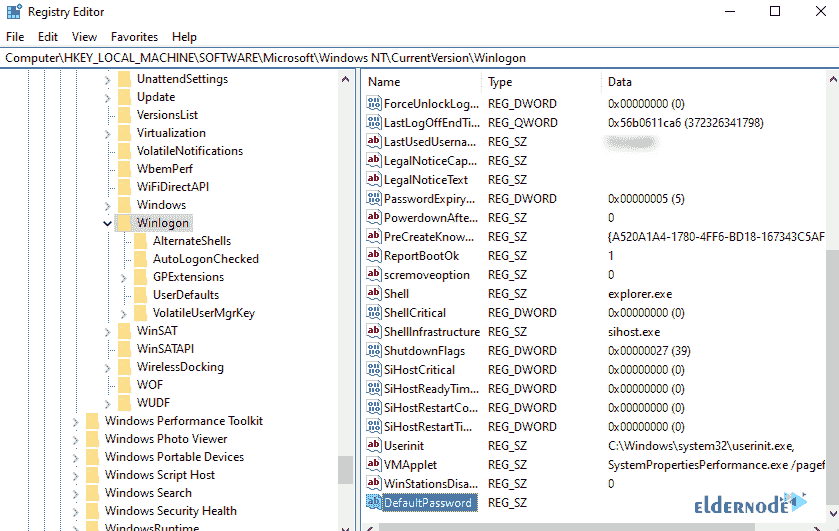 Registry Editor
File Edit View Favorites Help
Computer\HKEY_LOCAL_MACHINE\SOFTWARE\Microsoft\Windows NT\CurrentVersion\Winlogon
UnattendSettings
Update
VersionsList
Virtualization
VolatileNotifications
WbemPerf
WiFiDirectAPI
Windows
Winlogon
AlternateShells
AutoLogonChecked
GPExtensions
UserDefaults
VolatileUserMgrKey
WinSAT
WinSATAPI
WirelessDocking
WOF
WUDF
Windows Performance Toolkit
Windows Photo Viewer
Windows Portable Devices
Windows Script Host
Windows Search
Windows Security Health
WindowsRuntime
Name Type Data
ForceUnlockLog... REG_DWORD 0x00000000 (0)
LastLogOffEndTi... REG_QWORD 0x56b0611ca6 (372326341798)
LastUsedUserna... REG_SZ
LegalNoticeCap... REG_SZ
LegalNoticeText REG_SZ
PasswordExpiry... REG_DWORD 0x00000005 (5)
PowerdownAfte... REG_SZ 0
PreCreateKnow... REG_SZ {A520A1A4-1780-4FF6-BD18-167343C5AF
ReportBootOk REG_SZ 1
scremoveoption REG_SZ 0
Shell REG_SZ explorer.exe
ShellCritical REG_DWORD 0x00000000 (0)
ShellInfrastructure REG_SZ sihost.exe
ShutdownFlags REG_DWORD 0x00000027 (39)
SiHostCritical REG_DWORD 0x00000000 (0)
SiHostReadyTim... REG_DWORD 0x00000000 (0)
SiHostRestartCo... REG_DWORD 0x00000000 (0)
SiHostRestartTi... REG_DWORD 0x00000000 (0)
Userinit REG_SZ C:\Windows\system32\userinit.exe,
VMApplet REG_SZ SystemPropertiesPerformance.exe /pagef
WinStationsDisa... REG_SZ 0
DefaultPassword REG_SZ
ELDERNODE